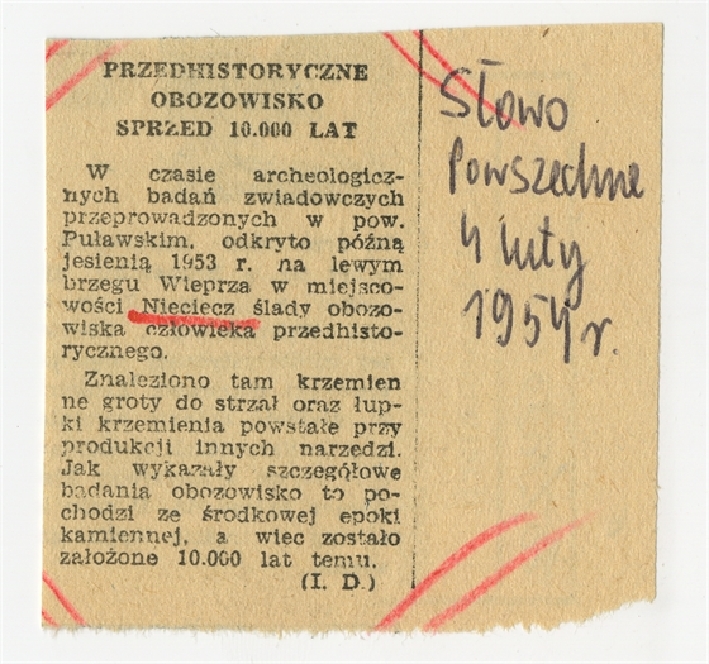 PRZEDHISTORYCZNE
OBOZOWISKO
SPRZED 10.000 LAT
W czasie archeologicz-
nych badań zwiadowczych
przeprowadzonych w pow.
Puławskim, odkryto późną
jesienią 1953 r. na lewym
brzegu Wieprza w miejsco-
wości Nieciecz ślady obozo-
wiska człowieka przedhisto-
rycznego.
Znaleziono tam krzemien
ne groty do strzał oraz łup-
ki krzemienia powstałe przy
produkcji innych narzędzi.
Jak wykazały szczegółowe
badania obozowisko to po-
chodzi ze środkowej epoki
kamiennej, a wiec zostało
założone 10.000 lat temu.
(I. D.)
Słowo
Powszechne
4 luty
1954 r.